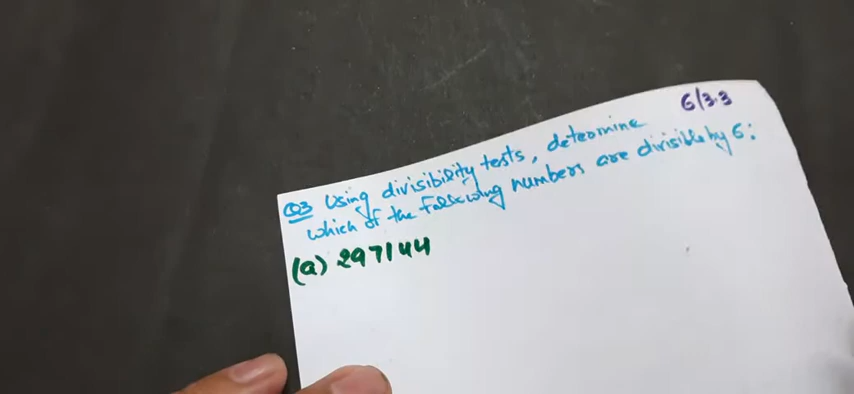 6/3.3
Q3 Using divisibility tests, determine
which of the following numbers are divisible by 6:
(a) 297144